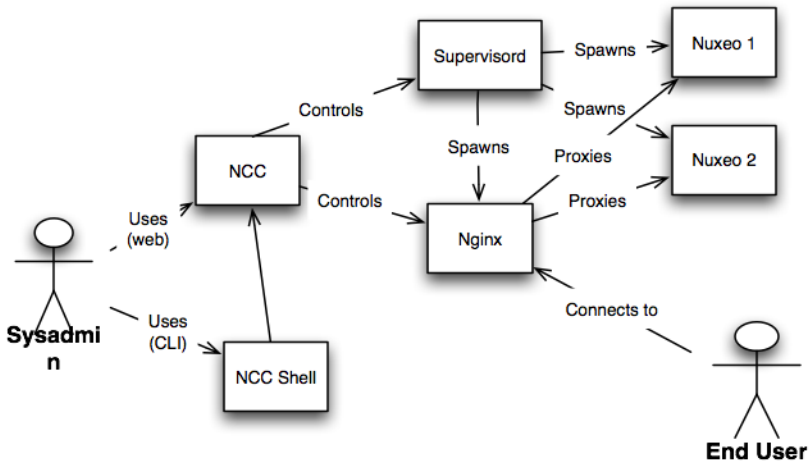 Supervisord
Spawns
Nuxeo 1
Controls
Spawns
Spawns
Proxies
Nuxeo 2
NCC
Controls
Proxies
Uses
(web)
Nginx
Connects to
Uses
(CLI)
Sysadmi
n
NCC Shell
End User